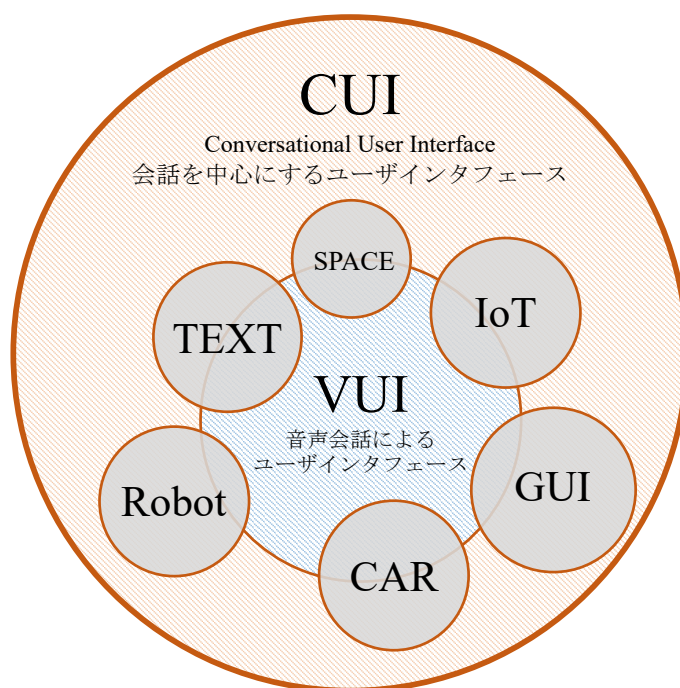 CUI
Conversational User Interface
会話を中心にするユーザインタフェース
SPACE
IoT
TEXT
VUI
音声会話による
ユーザインタフェース
GUI
Robot
CAR